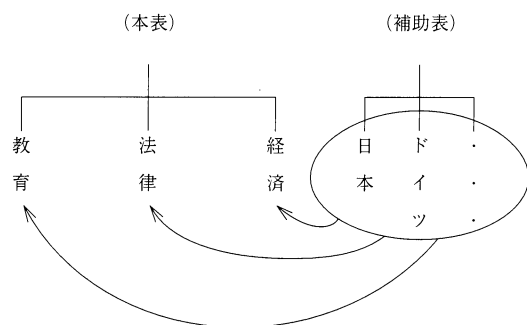 （本表）
（補助表）
教育
法律
経済
日本
ドイツ
・・・